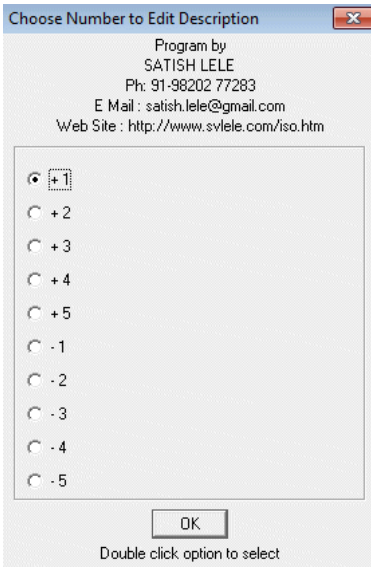 Choose Number to Edit Description
Program by
SATISH LELE
Ph: 91-98202 77283
E Mail : satish.lele@gmail.com
Web Site : http://www.svlele.com/iso.htm
+ 1
+ 2
+ 3
+ 4
+ 5
- 1
- 2
- 3
- 4
- 5
OK
Double click option to select